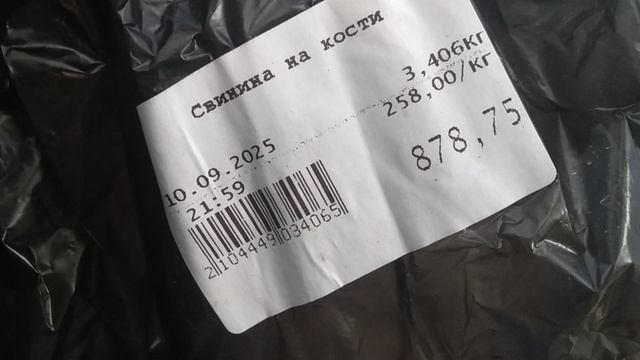 Свинина на кости
3,406кг
258,00/кг
878,75
10-09-2025
21:59
2104449034065